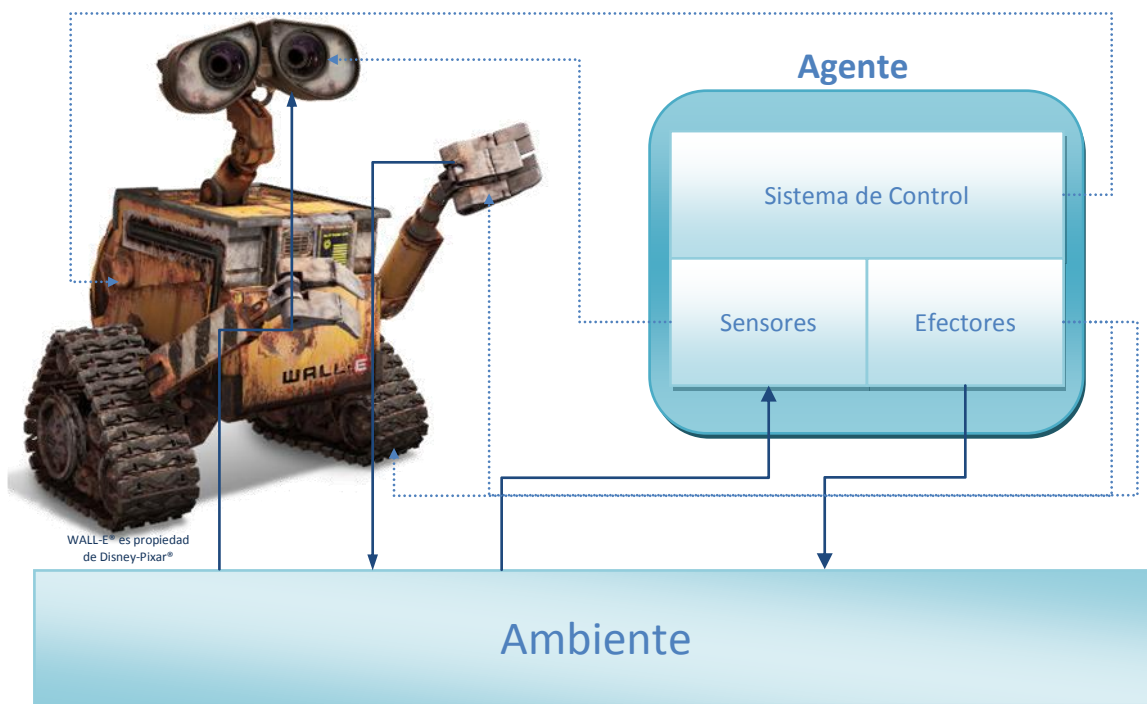 Agente
Sistema de Control
Sensores
Efectores
WALL·E
WALL-E® es propiedad
de Disney-Pixar®
Ambiente